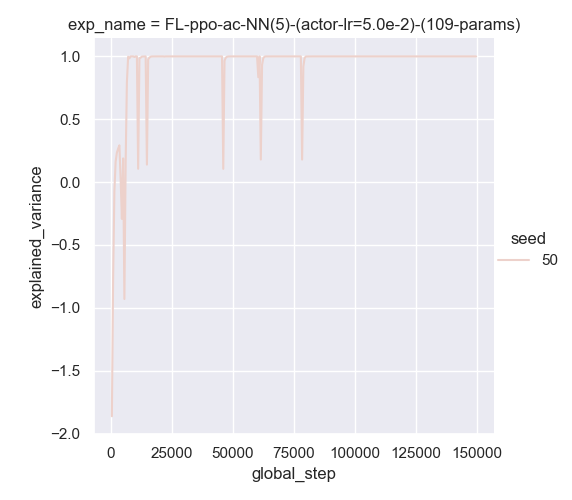 exp_name = FL-ppo-ac-NN(5)-(actor-lr=5.0e-2)-(109-params)
1.0
0.5
0.0
−0.5
−1.0
−1.5
−2.0
explained_variance
0 25000 50000 75000 100000 125000 150000
global_step
seed
50